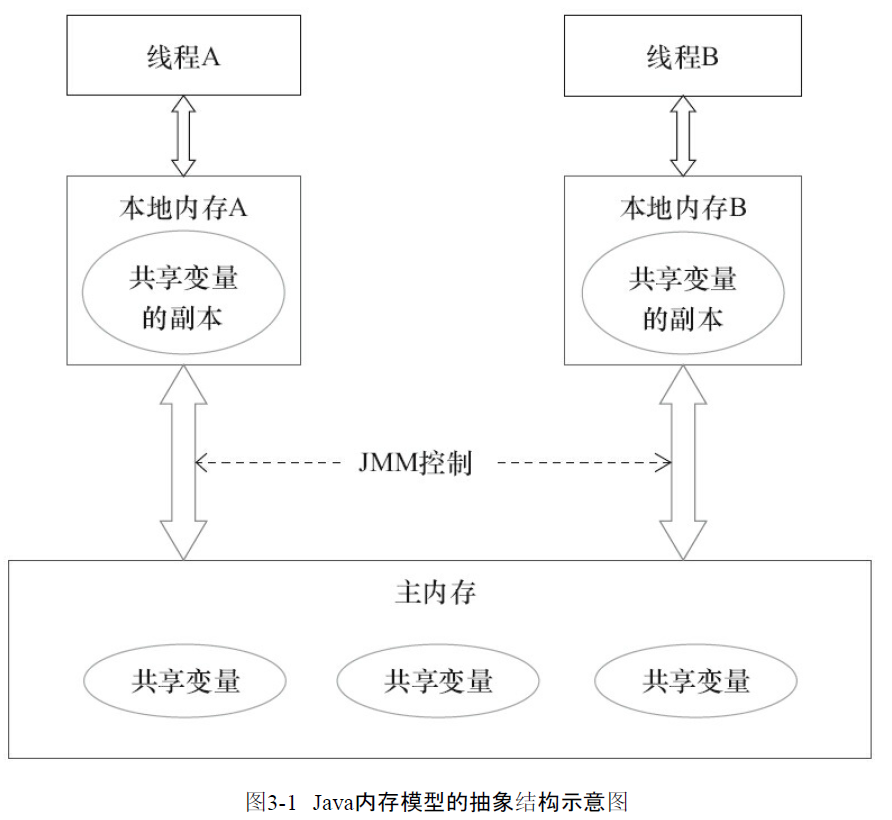 线程A
线程B
本地内存A
本地内存B
共享变量
的副本
共享变量
的副本
JMM控制
主内存
共享变量
共享变量
共享变量
图3-1 Java内存模型的抽象结构示意图